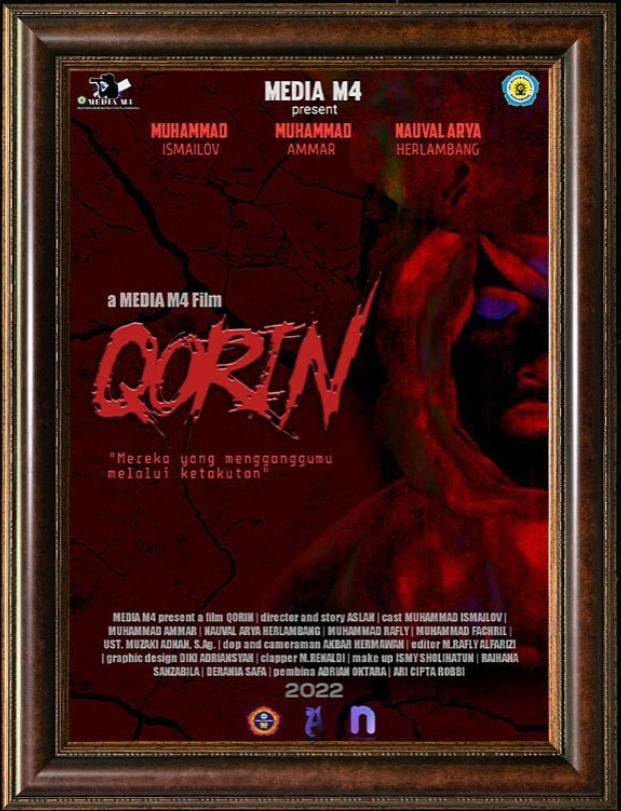 MEDIA M4
MEDIA M4
present
MUHAMMAD
ISMAILOV
MUHAMMAD
AMMAR
NAUVAL ARYA
HERLAMBANG
a MEDIA M4 Film
QORIN
"Mereka yang mengganggumu
melalui ketakutan"
MEDIA M4 present a film QORIN | director and story ASLAN | cast MUHAMMAD ISMAILOV |
MUHAMMAD AMMAR | NAUVAL ARYA HERLAMBANG | MUHAMMAD RAFLY | MUHAMMAD FACHRIL |
UST. MUZAKI ADNAN, S.Ag. | dop and cameraman AKBAR HERMAWAN | editor M.RAFLY ALFARIZI
| graphic design DIKI ADRIANSYAH | clapper M.RENALDI | make up ISMY SHOLIHATUN | RAIHANA
SANZABILA | DERANIA SAFA | pembina ADRIAN OKTARA | ARI CIPTA ROBBI
2022
n